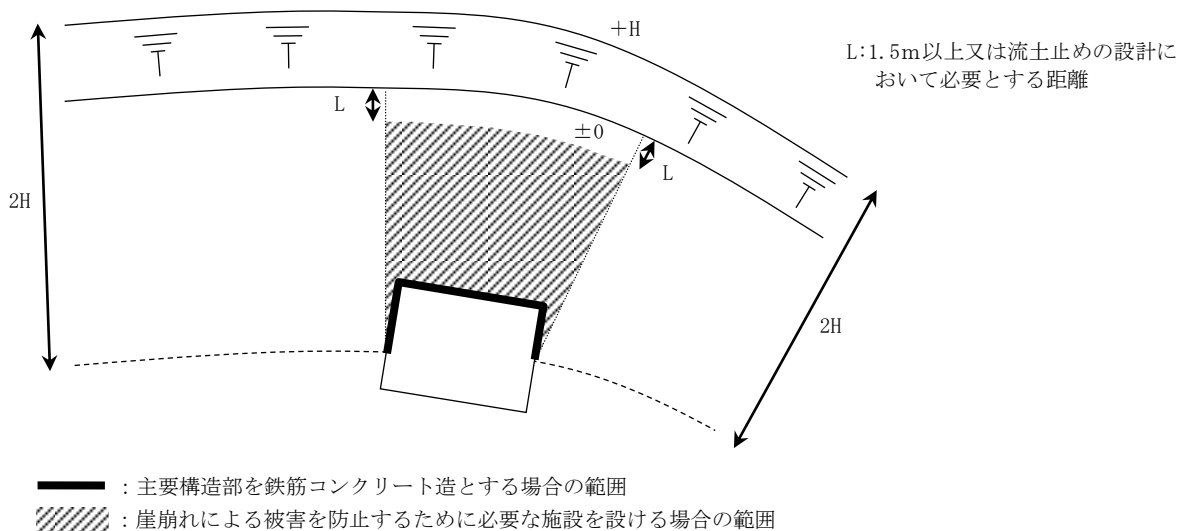 +H
L:1.5m以上又は流土止めの設計に
おいて必要とする距離
L
±0
L
2H
2H
：主要構造部を鉄筋コンクリート造とする場合の範囲
：崖崩れによる被害を防止するために必要な施設を設ける場合の範囲